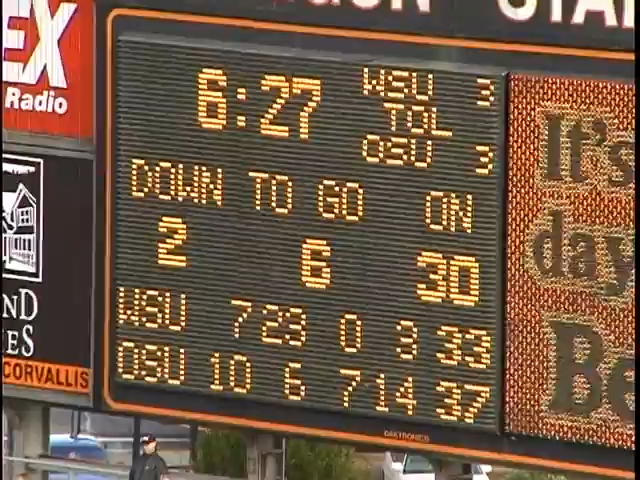 EX
Radio
ND
ES
CORVALLIS
6:27
WSU 3
TOL
OSU 3
DOWN TO GO ON
2 6 30
WSU 7 23 0 3 33
OSU 10 6 7 14 37
It's
day
Be
DAKTRONICS